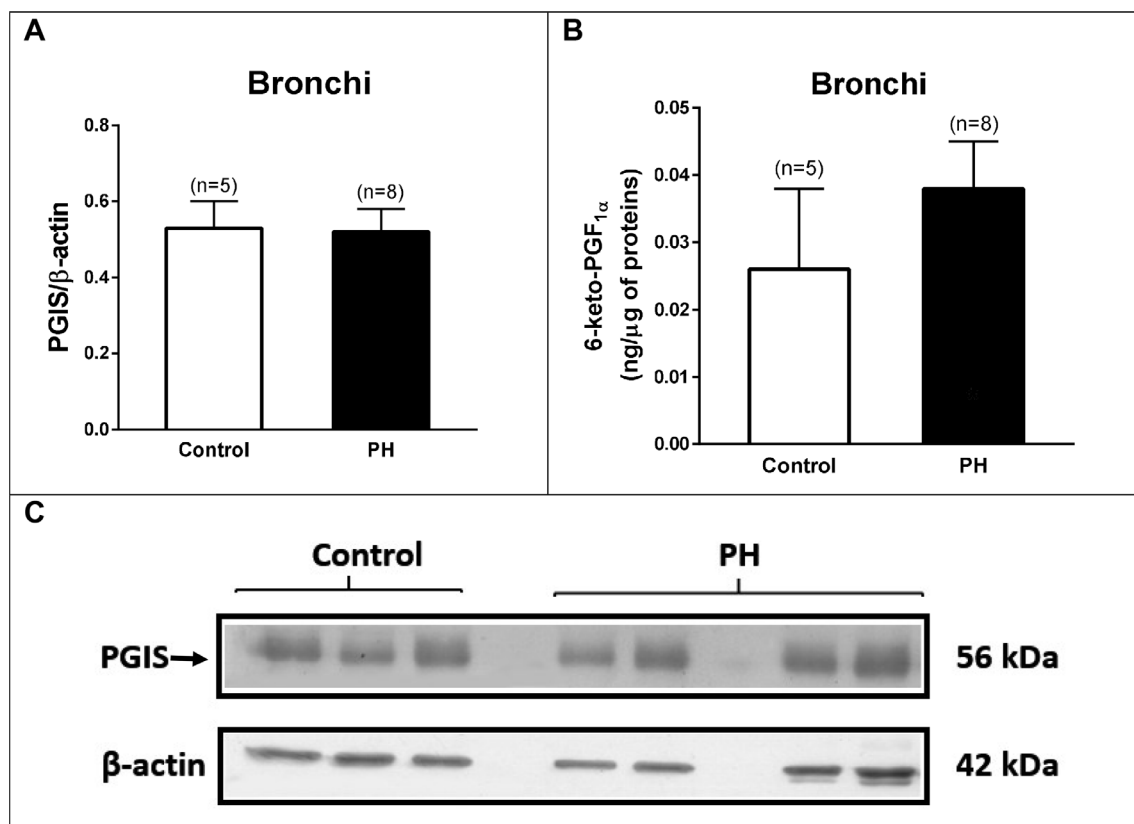 A
Bronchi
PGIS/β-actin
0.8
0.6
0.4
0.2
0.0
(n=5)
(n=8)
Control
PH
B
Bronchi
6-keto-PGF1α
(ng/μg of proteins)
0.05
0.04
0.03
0.02
0.01
0.00
(n=5)
(n=8)
Control
PH
C
Control
PH
PGIS
56 kDa
β-actin
42 kDa